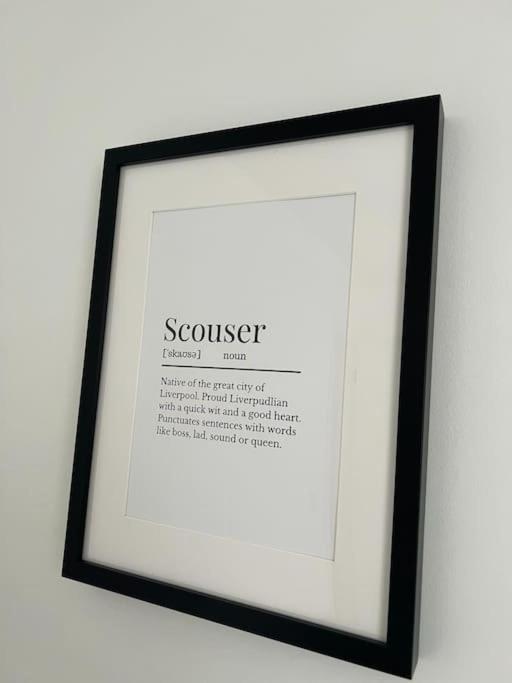 Scouser
['skaʊsə] noun
Native of the great city of
Liverpool. Proud Liverpudlian
with a quick wit and a good heart.
Punctuates sentences with words
like boss, lad, sound or queen.